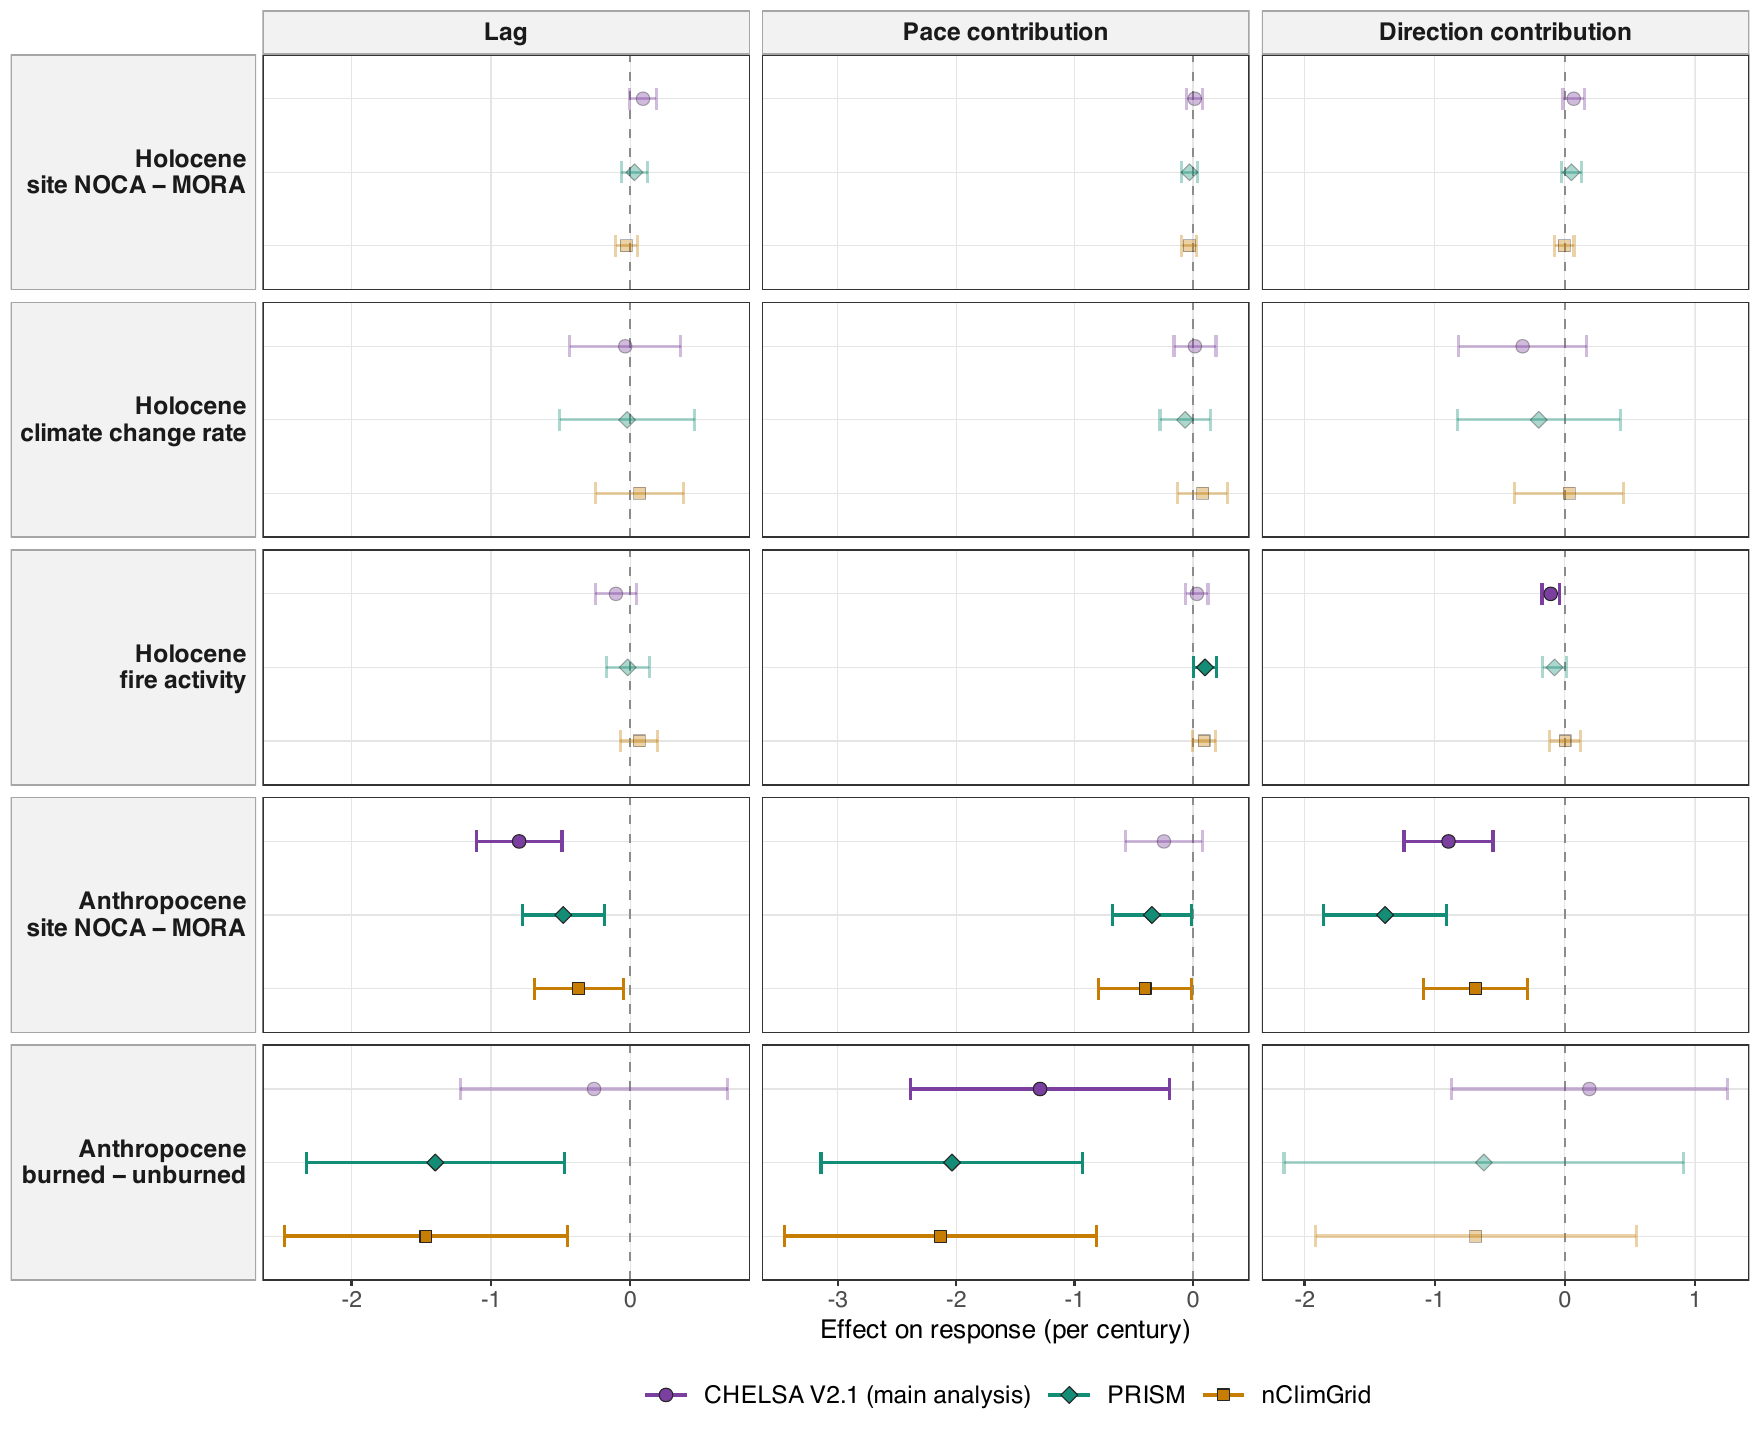 Lag
Pace contribution
Direction contribution
Holocene
site NOCA – MORA
Holocene
climate change rate
Holocene
fire activity
Anthropocene
site NOCA – MORA
Anthropocene
burned – unburned
-2 -1 0
-3 -2 -1 0
-2 -1 0 1
Effect on response (per century)
CHELSA V2.1 (main analysis) PRISM nClimGrid